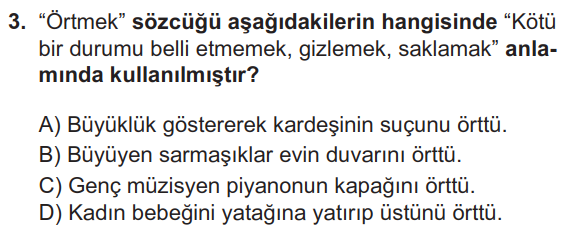 3. “Örtmek” sözcüğü aşağıdakilerin hangisinde “Kötü
bir durumu belli etmemek, gizlemek, saklamak” anla-
mında kullanılmıştır?
A) Büyüklük göstererek kardeşinin suçunu örttü.
B) Büyüyen sarmaşıklar evin duvarını örttü.
C) Genç müzisyen piyanonun kapağını örttü.
D) Kadın bebeğini yatağına yatırıp üstünü örttü.